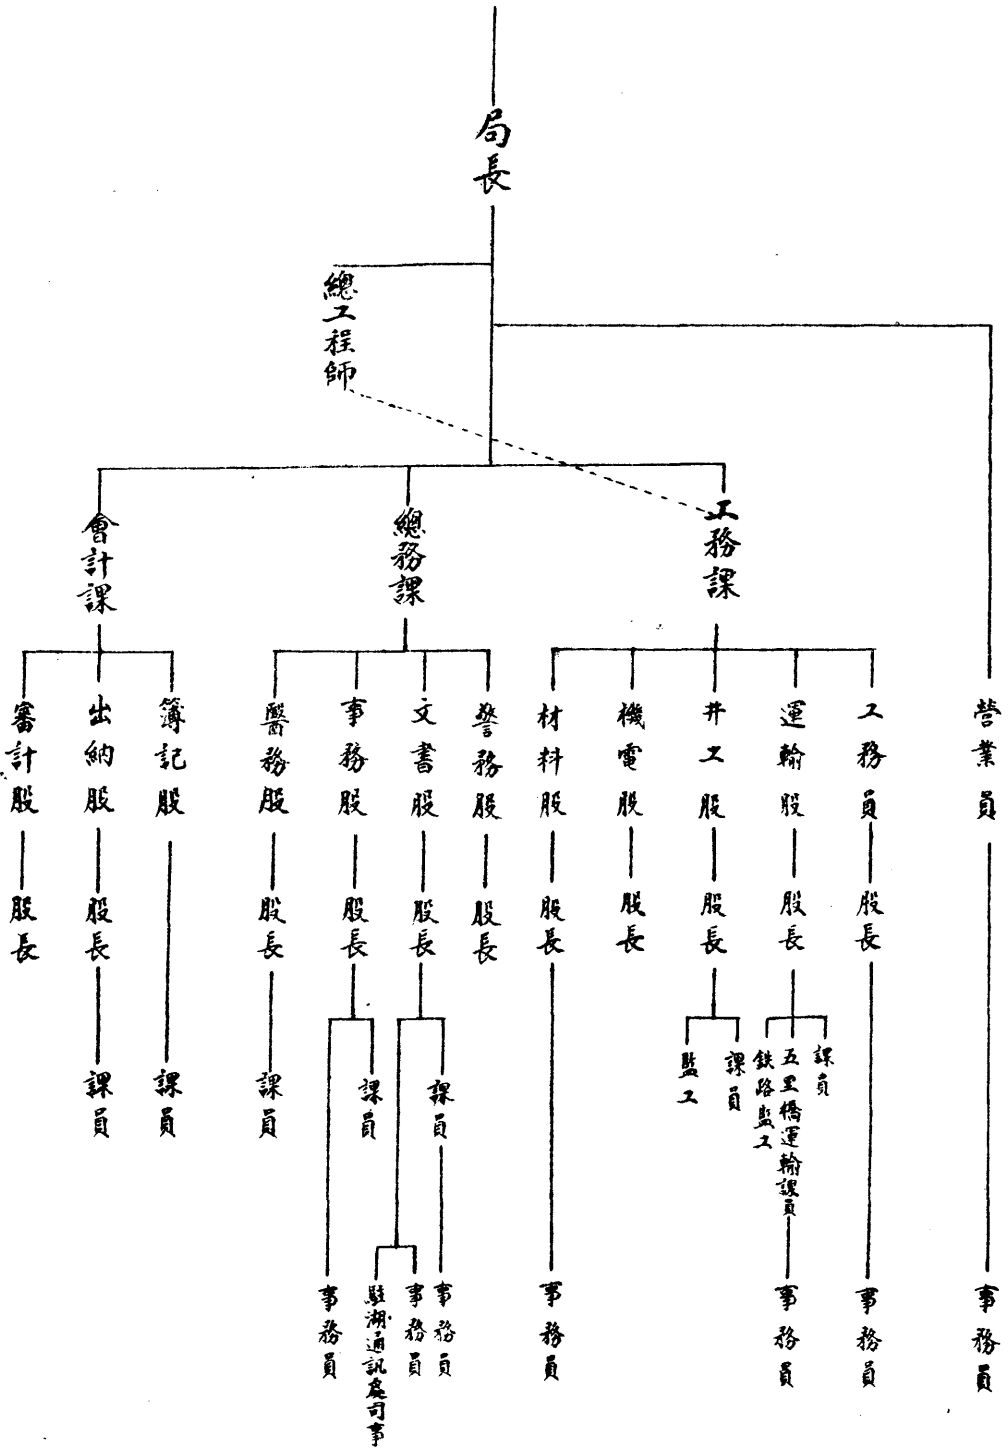 局長
總工程師
工務課
總務課
會計課
營業員
工務員
運輸股
井工股
機電股
材料股
警務股
文書股
事務股
醫務股
簿記股
出納股
審計股
股長
股長
股長
股長
股長
股長
股長
股長
股長
股長
股長
課員
五里橋運輸課員
鉄路監工
課員
監工
課員
課員
課員
課員
課員
事務員
事務員
事務員
事務員
事務員
事務員
駐湖通訊處司事
事務員